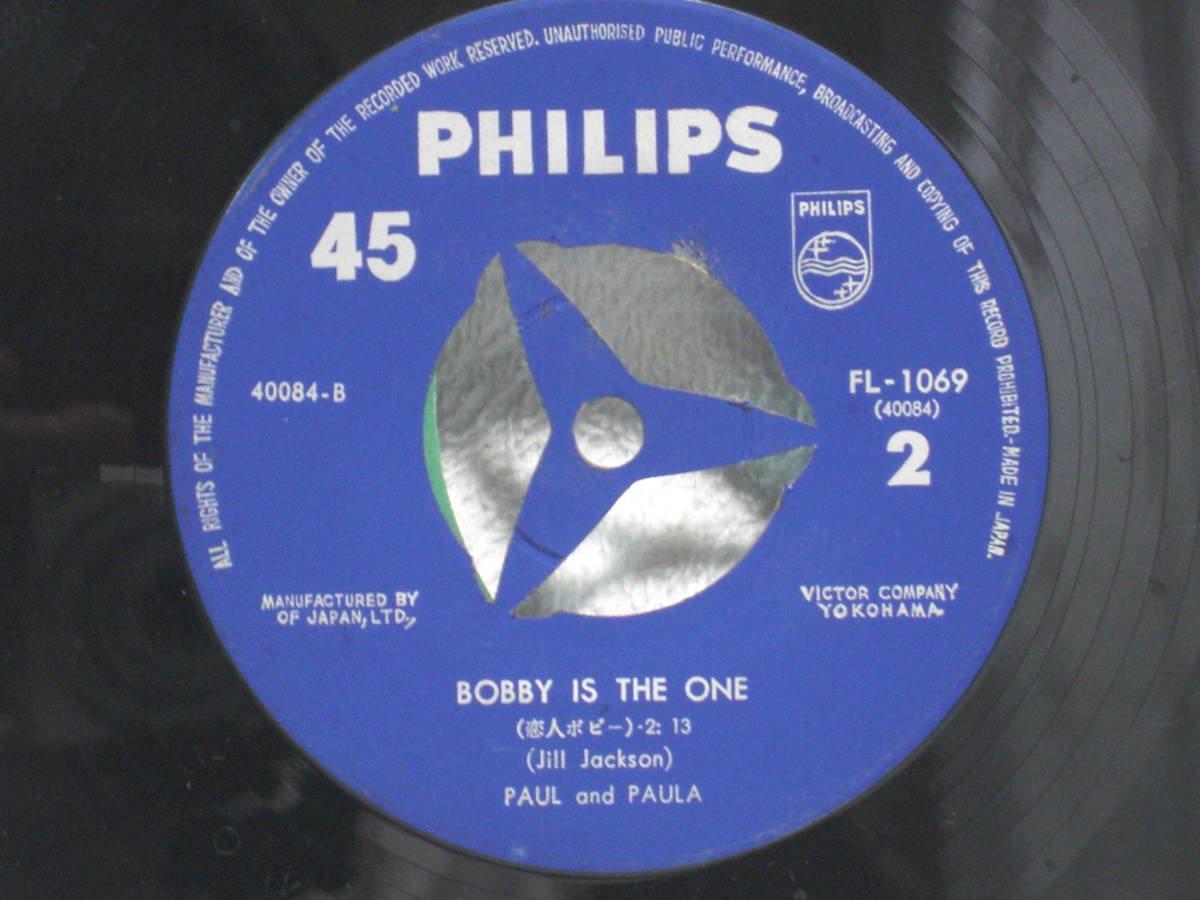 ALL RIGHTS OF THE MANUFACTURER AND OF THE OWNER OF THE RECORDED WORK RESERVED. UNAUTHORISED PUBLIC PERFORMANCE, BROADCASTING AND COPYING OF THIS RECORD PROHIBITED.-MADE IN JAPAN.
PHILIPS
45
PHILIPS
40084-B
FL-1069
(40084)
2
MANUFACTURED BY VICTOR COMPANY
OF JAPAN, LTD., YOKOHAMA
BOBBY IS THE ONE
(恋人ボビー)-2: 13
(Jill Jackson)
PAUL and PAULA